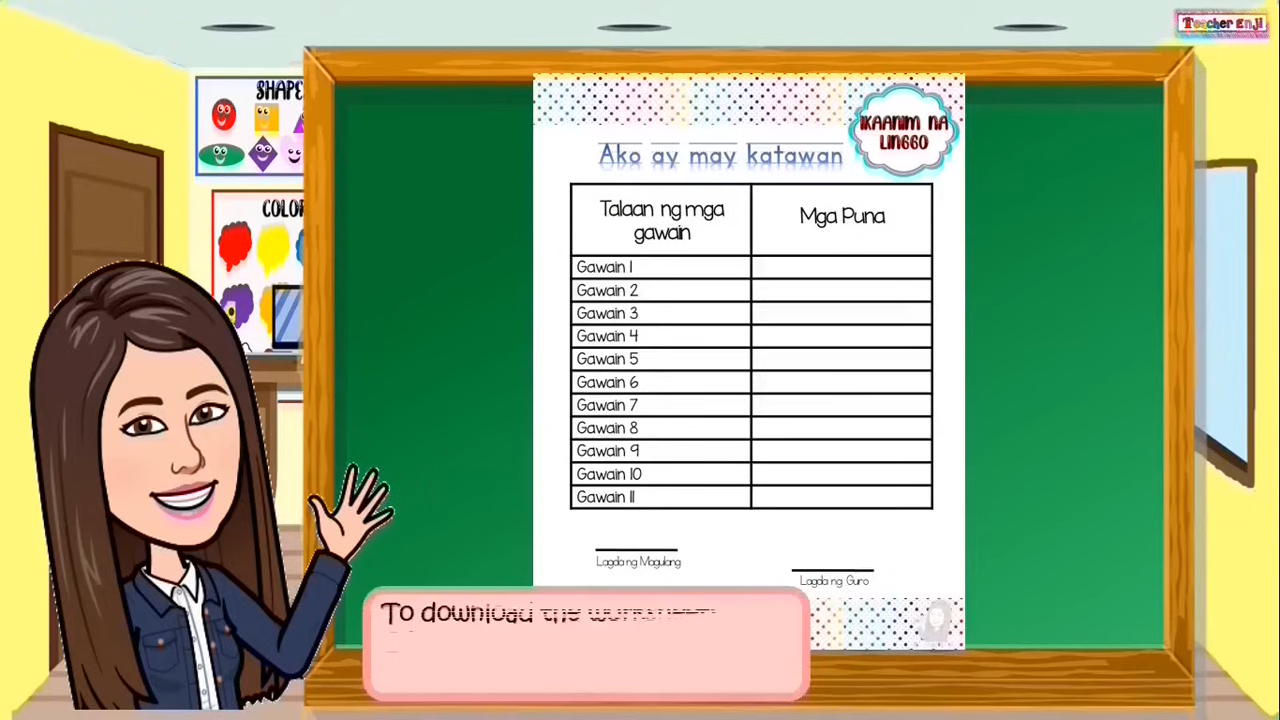 Teacher Enji
SHAPE
COLO
IKAANIM NA
LINGGO
Ako ay may katawan
Talaan ng mga
gawain
Mga Puna
Gawain 1
Gawain 2
Gawain 3
Gawain 4
Gawain 5
Gawain 6
Gawain 7
Gawain 8
Gawain 9
Gawain 10
Gawain 11
Lagda ng Magulang
Lagda ng Guro
To download the